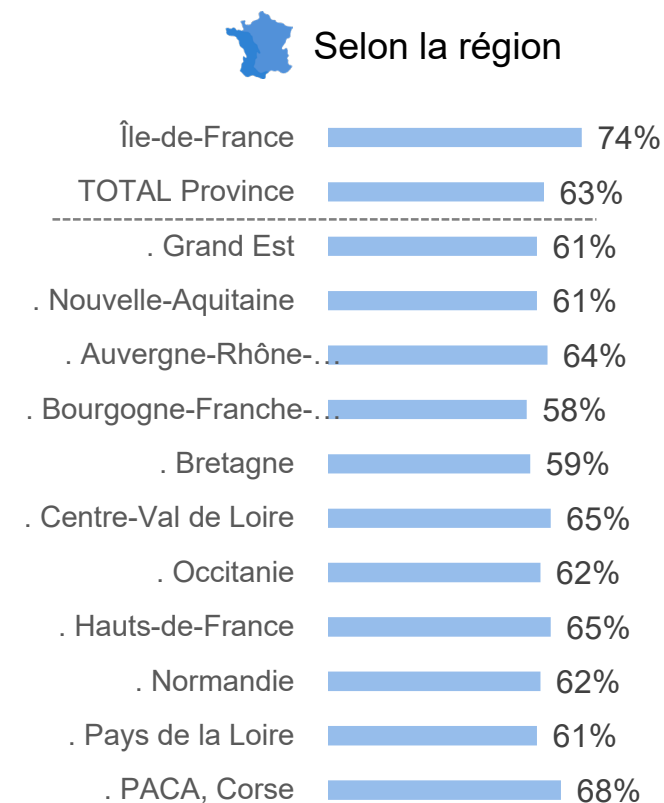 Selon la région
Île-de-France 74%
TOTAL Province 63%
. Grand Est 61%
. Nouvelle-Aquitaine 61%
. Auvergne-Rhône-… 64%
. Bourgogne-Franche-… 58%
. Bretagne 59%
. Centre-Val de Loire 65%
. Occitanie 62%
. Hauts-de-France 65%
. Normandie 62%
. Pays de la Loire 61%
. PACA, Corse 68%